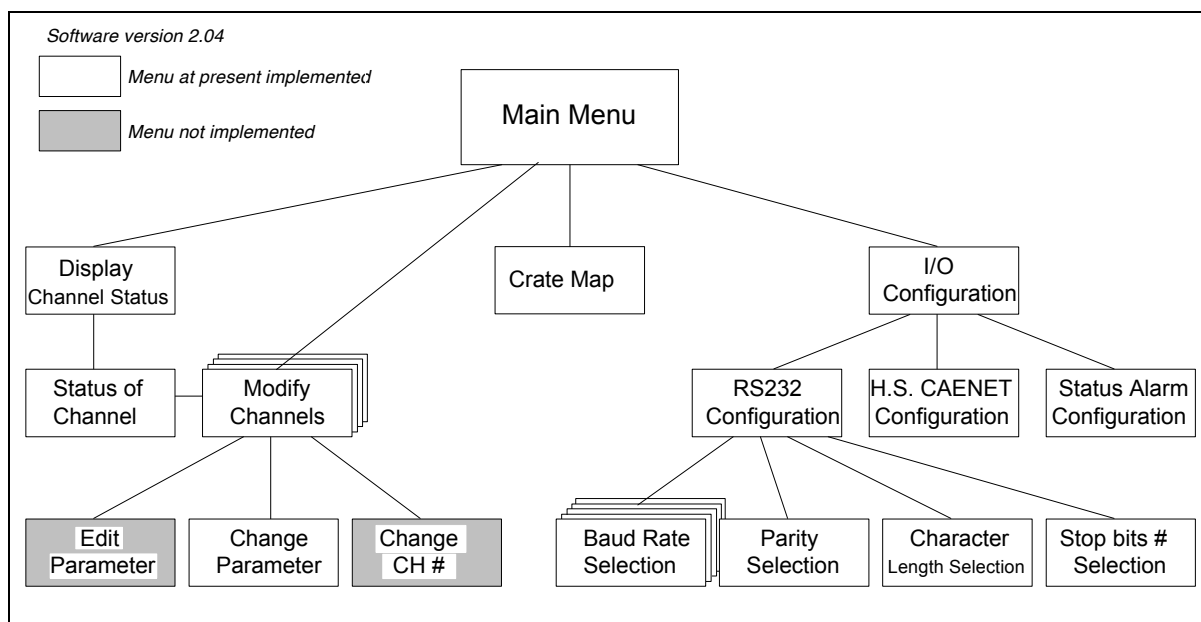 Software version 2.04
Menu at present implemented
Menu not implemented
Main Menu
Display
Channel Status
Crate Map
I/O
Configuration
Status of
Channel
Modify
Channels
RS232
Configuration
H.S. CAENET
Configuration
Status Alarm
Configuration
Edit
Parameter
Change
Parameter
Change
CH #
Baud Rate
Selection
Parity
Selection
Character
Length Selection
Stop bits #
Selection